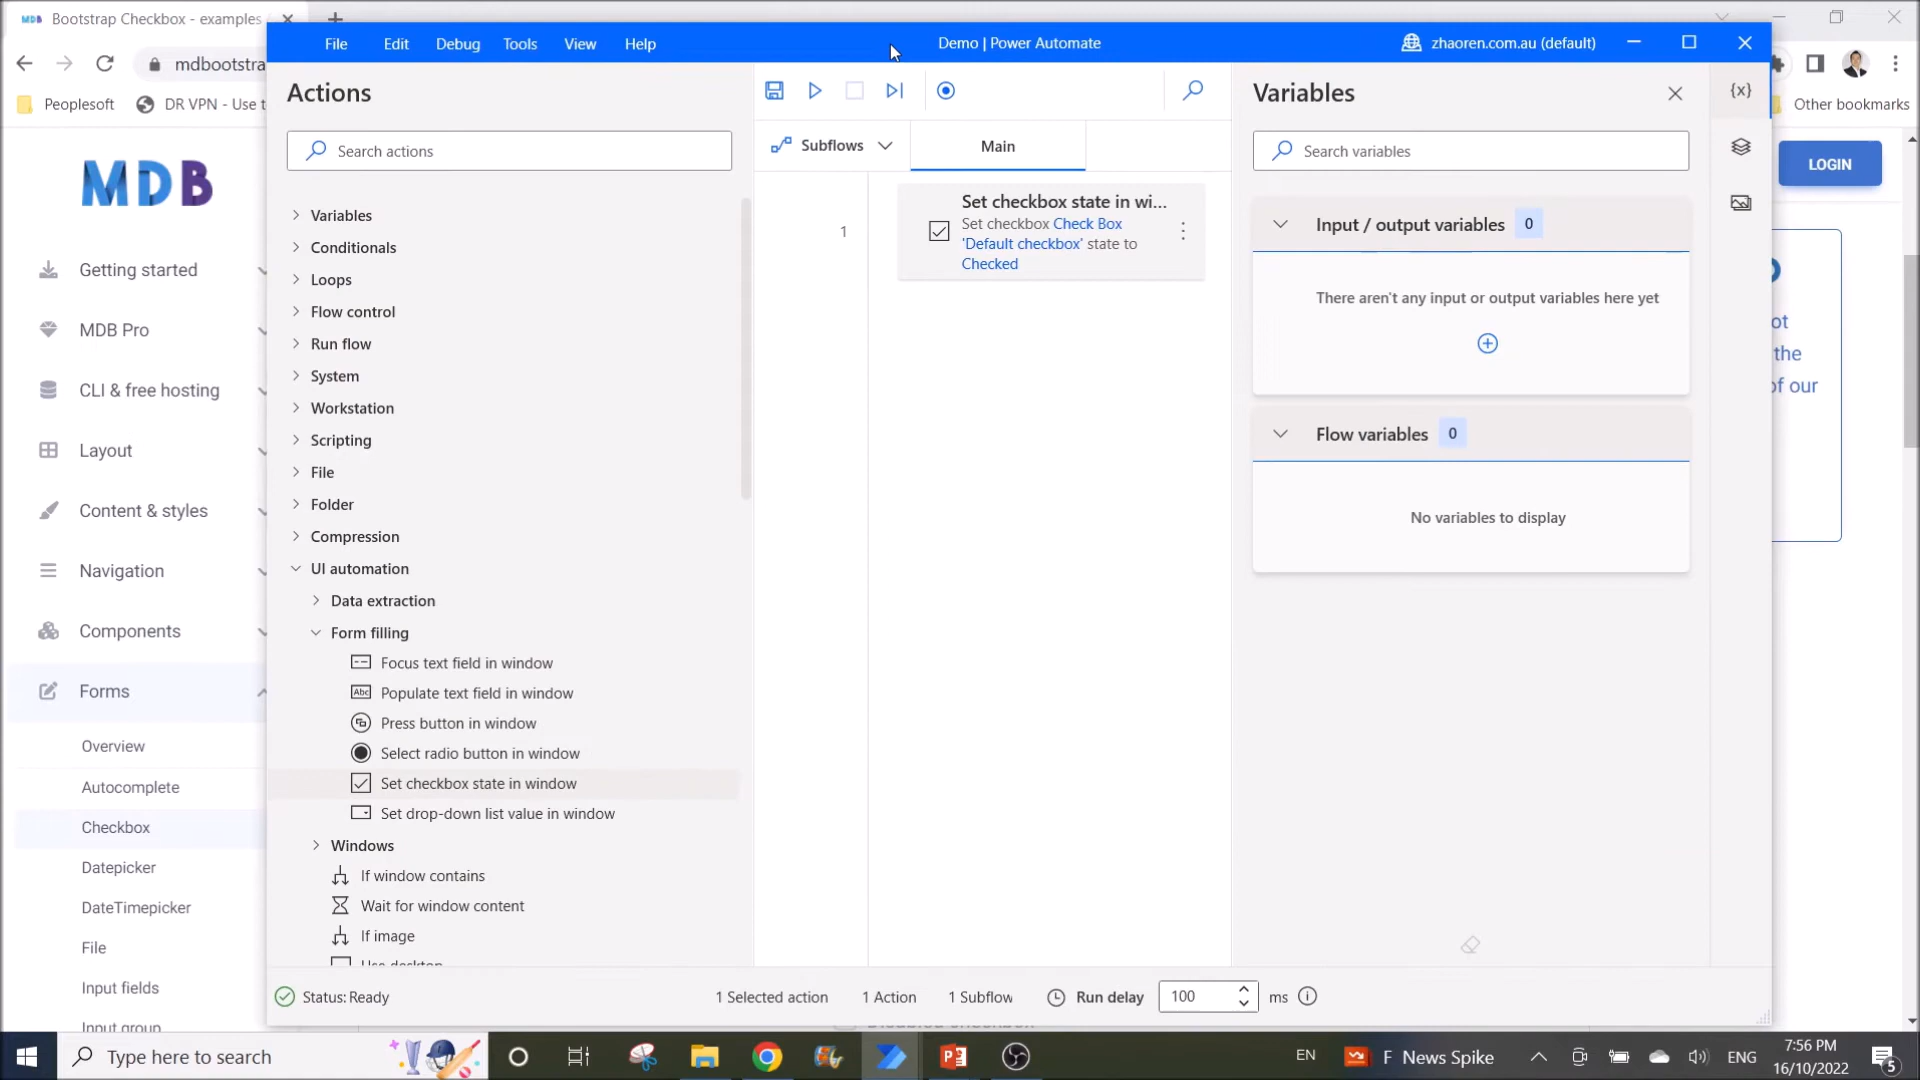 MDB Bootstrap Checkbox - examples
File Edit Debug Tools View Help
Demo | Power Automate
zhaoren.com.au (default)
mdbootstra
Peoplesoft
DR VPN - Use t
Other bookmarks
Actions
Variables
{x}
Search actions
Subflows
Main
Search variables
MDB
LOGIN
Variables
Conditionals
Loops
Flow control
Run flow
System
Workstation
Scripting
File
Folder
Compression
UI automation
Data extraction
Form filling
Focus text field in window
Abc Populate text field in window
Press button in window
Select radio button in window
Set checkbox state in window
Set drop-down list value in window
Windows
If window contains
Wait for window content
If image
1
Set checkbox state in wi...
Set checkbox Check Box
'Default checkbox' state to
Checked
Input / output variables 0
There aren't any input or output variables here yet
Flow variables 0
No variables to display
ot
the
of our
Getting started
MDB Pro
CLI & free hosting
Layout
Content & styles
Navigation
Components
Forms
Overview
Autocomplete
Checkbox
Datepicker
DateTimepicker
File
Input fields
Input group
Status: Ready
1 Selected action
1 Action
1 Subflow
Run delay
100
ms
Type here to search
EN
F News Spike
ENG
7:56 PM
16/10/2022
5